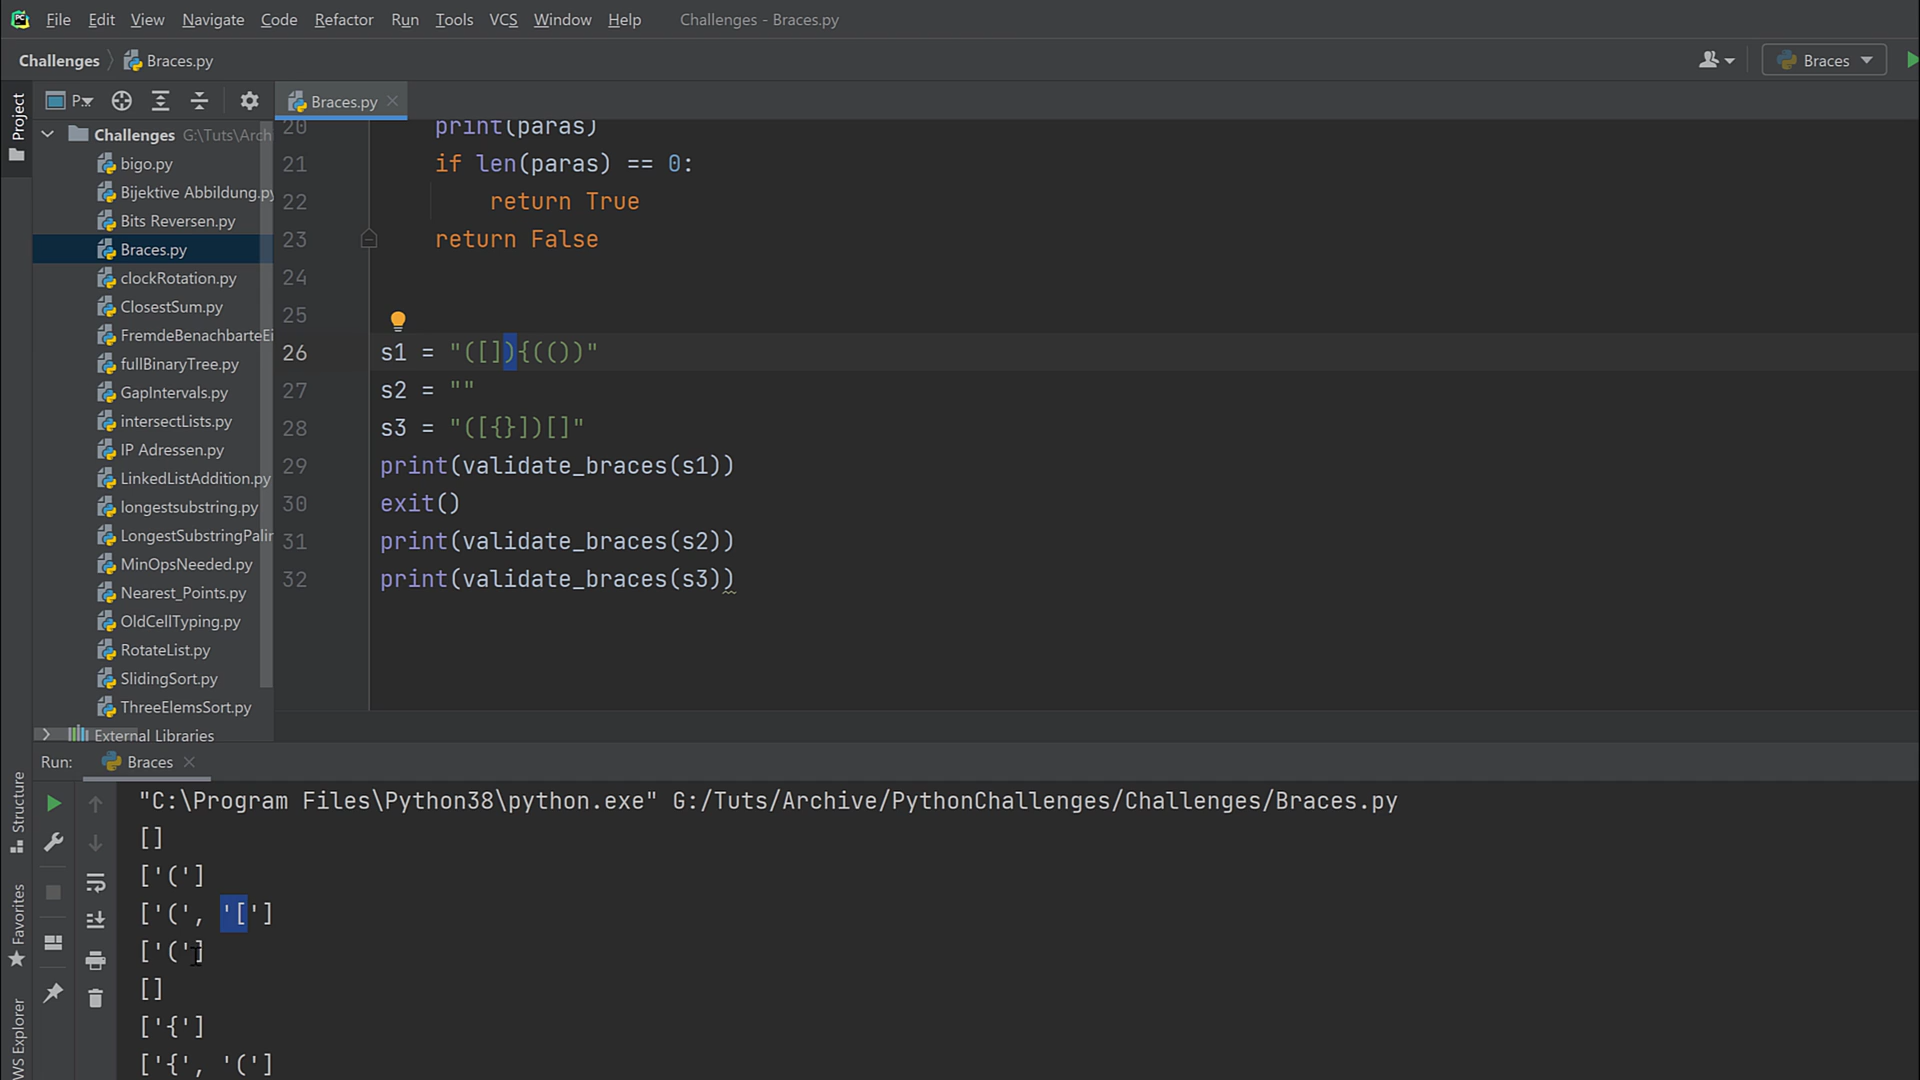 File Edit View Navigate Code Refactor Run Tools VCS Window Help Challenges - Braces.py
Challenges Braces.py Braces
Project
P.. Braces.py
Challenges G:\Tuts\Arch
bigo.py
Bijektive Abbildung.py
Bits Reversen.py
Braces.py
clockRotation.py
ClosestSum.py
FremdeBenachbarteEi
fullBinaryTree.py
GapIntervals.py
intersectLists.py
IP Adressen.py
LinkedListAddition.py
longestsubstring.py
LongestSubstringPalir
MinOpsNeeded.py
Nearest_Points.py
OldCellTyping.py
RotateList.py
SlidingSort.py
ThreeElemsSort.py
External Libraries
20 print(paras)
21 if len(paras) == 0:
22 return True
23 return False
24
25
26 s1 = "([]){(())"
27 s2 = ""
28 s3 = "([{}])[]"
29 print(validate_braces(s1))
30 exit()
31 print(validate_braces(s2))
32 print(validate_braces(s3))
Run: Braces
Structure
Favorites
WS Explorer
"C:\Program Files\Python38\python.exe" G:/Tuts/Archive/PythonChallenges/Challenges/Braces.py
[]
['(']
['(', '[']
['(']
[]
['{']
['{', '(']